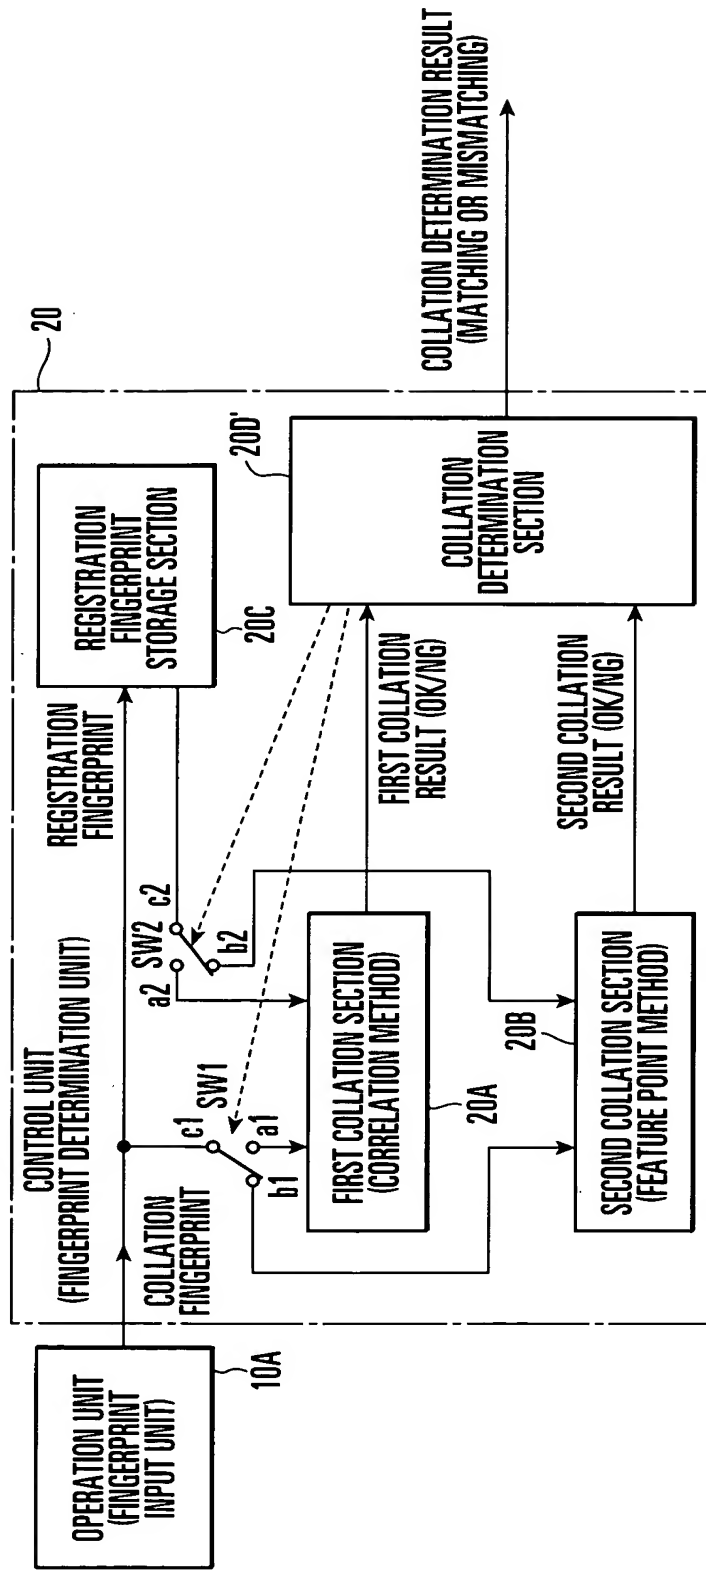 OPERATION UNIT
(FINGERPRINT
INPUT UNIT)
10A
CONTROL UNIT
(FINGERPRINT DETERMINATION UNIT)
20
COLLATION
FINGERPRINT
REGISTRATION
FINGERPRINT
REGISTRATION
FINGERPRINT
STORAGE SECTION
20C
c1
SW1
a1
b1
a2
SW2
c2
b2
FIRST COLLATION SECTION
(CORRELATION METHOD)
20A
SECOND COLLATION SECTION
(FEATURE POINT METHOD)
20B
FIRST COLLATION
RESULT (OK/NG)
SECOND COLLATION
RESULT (OK/NG)
20D'
COLLATION
DETERMINATION
SECTION
COLLATION DETERMINATION RESULT
(MATCHING OR MISMATCHING)